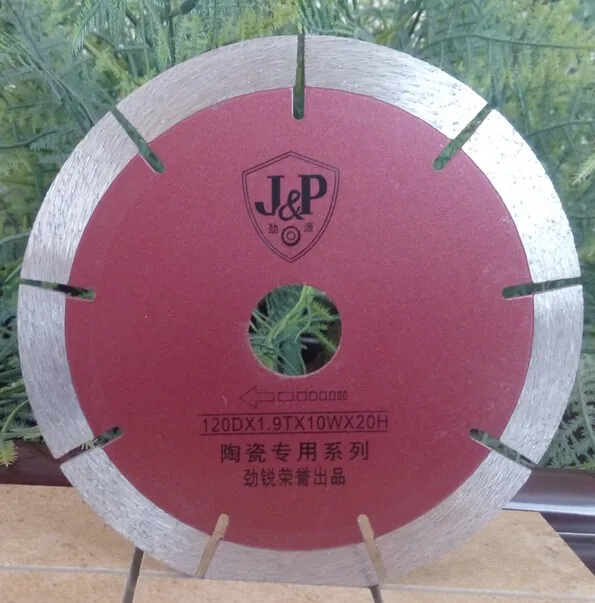 J&P
劲 派
120DX1.9TX10WX20H
陶瓷专用系列
劲锐荣誉出品